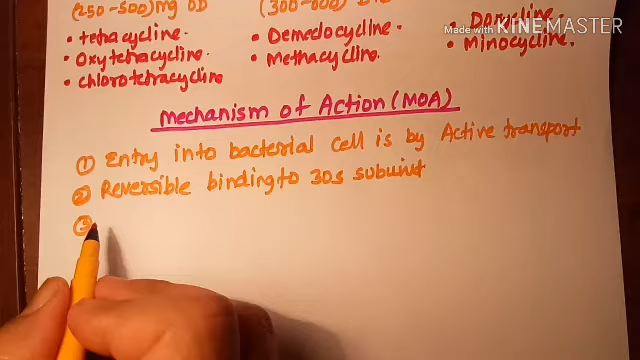 (250-500)mg OD
(300-600)
• tetracycline.
• Oxytetracycline.
• chlorotetracycline
• Demeclocycline
• Methacycline.
• Doxycline.
• Minocycline.
Made with KINEMASTER
Mechanism of Action (MOA)
① Entry into bacterial cell is by Active transport
② Reversible binding to 30s subunit
③